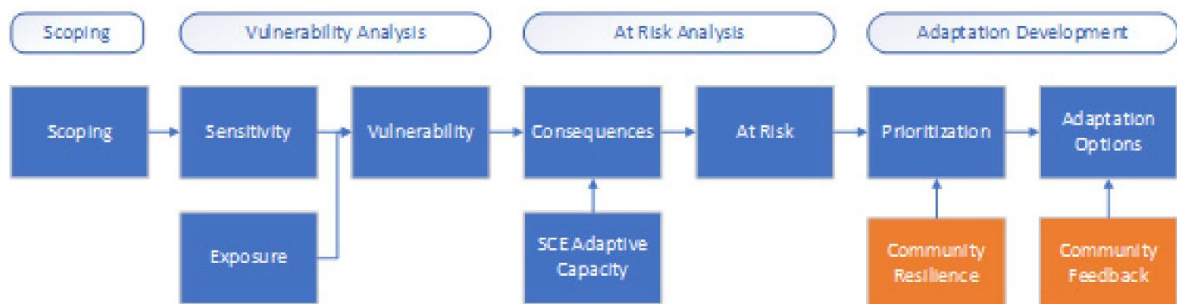 Scoping
Vulnerability Analysis
At Risk Analysis
Adaptation Development
Scoping
Sensitivity
Vulnerability
Consequences
At Risk
Prioritization
Adaptation
Options
Exposure
SCE Adaptive
Capacity
Community
Resilience
Community
Feedback